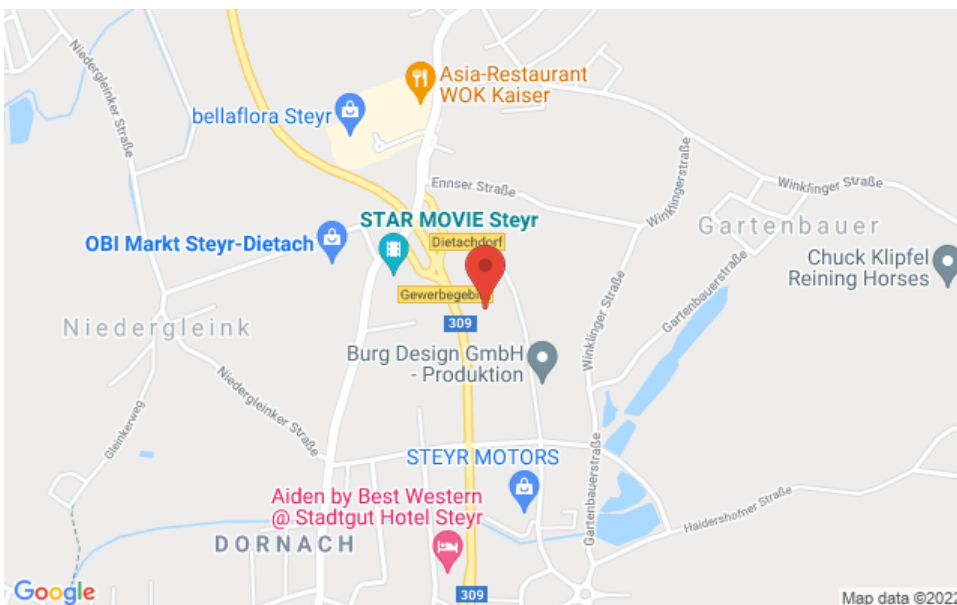 Niedergleinker Straße
Asia-Restaurant
WOK Kaiser
bellaflora Steyr
Ennser Straße
Winklingerstraße
Winklinger Straße
STAR MOVIE Steyr
OBI Markt Steyr-Dietach
Dietachdorf
Gartenbauer
Chuck Klipfel
Reining Horses
Gewerbegebi
Niedergleink
309
Gartenbauerstraße
Winklinger Straße
Burg Design GmbH
- Produktion
Niedergleinker Straße
Gleinkerweg
STEYR MOTORS
Gartenbauerstraße
Aiden by Best Western
@ Stadtgut Hotel Steyr
Haidershofner Straße
DORNACH
Google
309
Map data ©2022